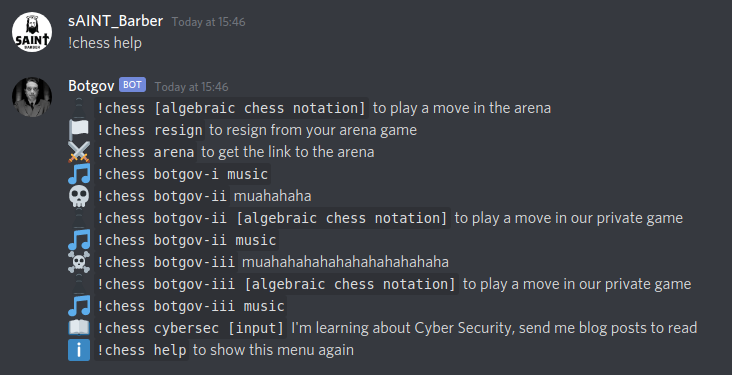 sAINT_Barber Today at 15:46
!chess help
SAINT
BARBER
Botgov BOT Today at 15:46
!chess [algebraic chess notation] to play a move in the arena
!chess resign to resign from your arena game
!chess arena to get the link to the arena
!chess botgov-i music
!chess botgov-ii muahahaha
!chess botgov-ii [algebraic chess notation] to play a move in our private game
!chess botgov-ii music
!chess botgov-iii muahahahahahahahahahaha
!chess botgov-iii [algebraic chess notation] to play a move in our private game
!chess botgov-iii music
!chess cybersec [input] I'm learning about Cyber Security, send me blog posts to read
!chess help to show this menu again